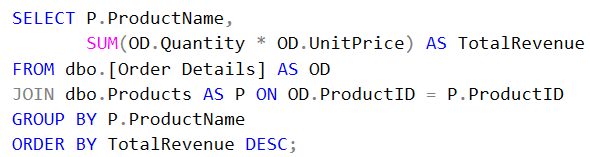 SELECT P.ProductName,
       SUM(OD.Quantity * OD.UnitPrice) AS TotalRevenue
FROM dbo.[Order Details] AS OD
JOIN dbo.Products AS P ON OD.ProductID = P.ProductID
GROUP BY P.ProductName
ORDER BY TotalRevenue DESC;